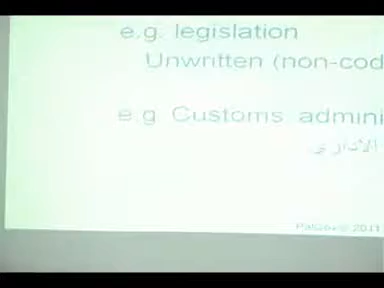 e.g. legislation
Unwritten (non-cod
e.g Customs admini
الاداري
PalGov © 2011